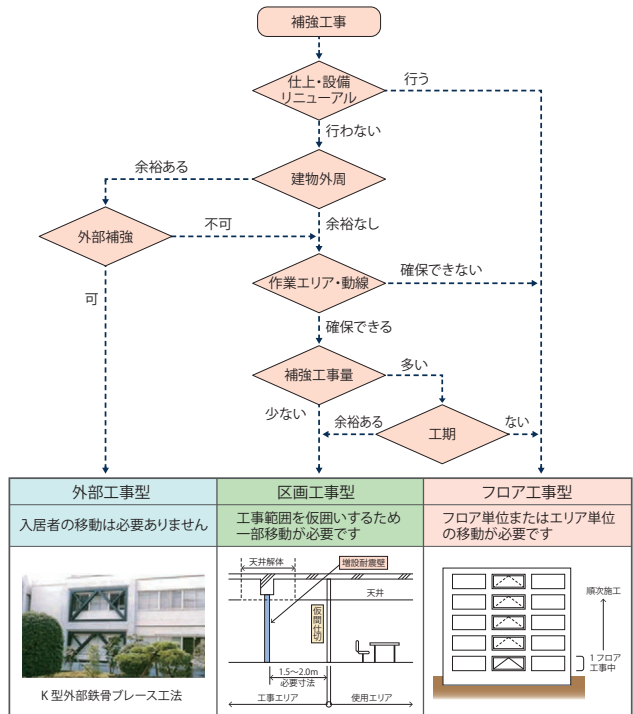 補強工事
仕上・設備
リニューアル
行う
行わない
余裕ある
建物外周
不可
余裕なし
外部補強
作業エリア・動線
確保できない
可
確保できる
多い
補強工事量
少ない
余裕ある
ない
工期
外部工事型
区画工事型
フロア工事型
入居者の移動は必要ありません
工事範囲を仮囲いするため
一部移動が必要です
フロア単位またはエリア単位
の移動が必要です
天井解体
増設耐震壁
天井
仮間仕切
1.5～2.0m
必要寸法
工事エリア
使用エリア
順次施工
1フロア
工事中
K型外部鉄骨ブレース工法